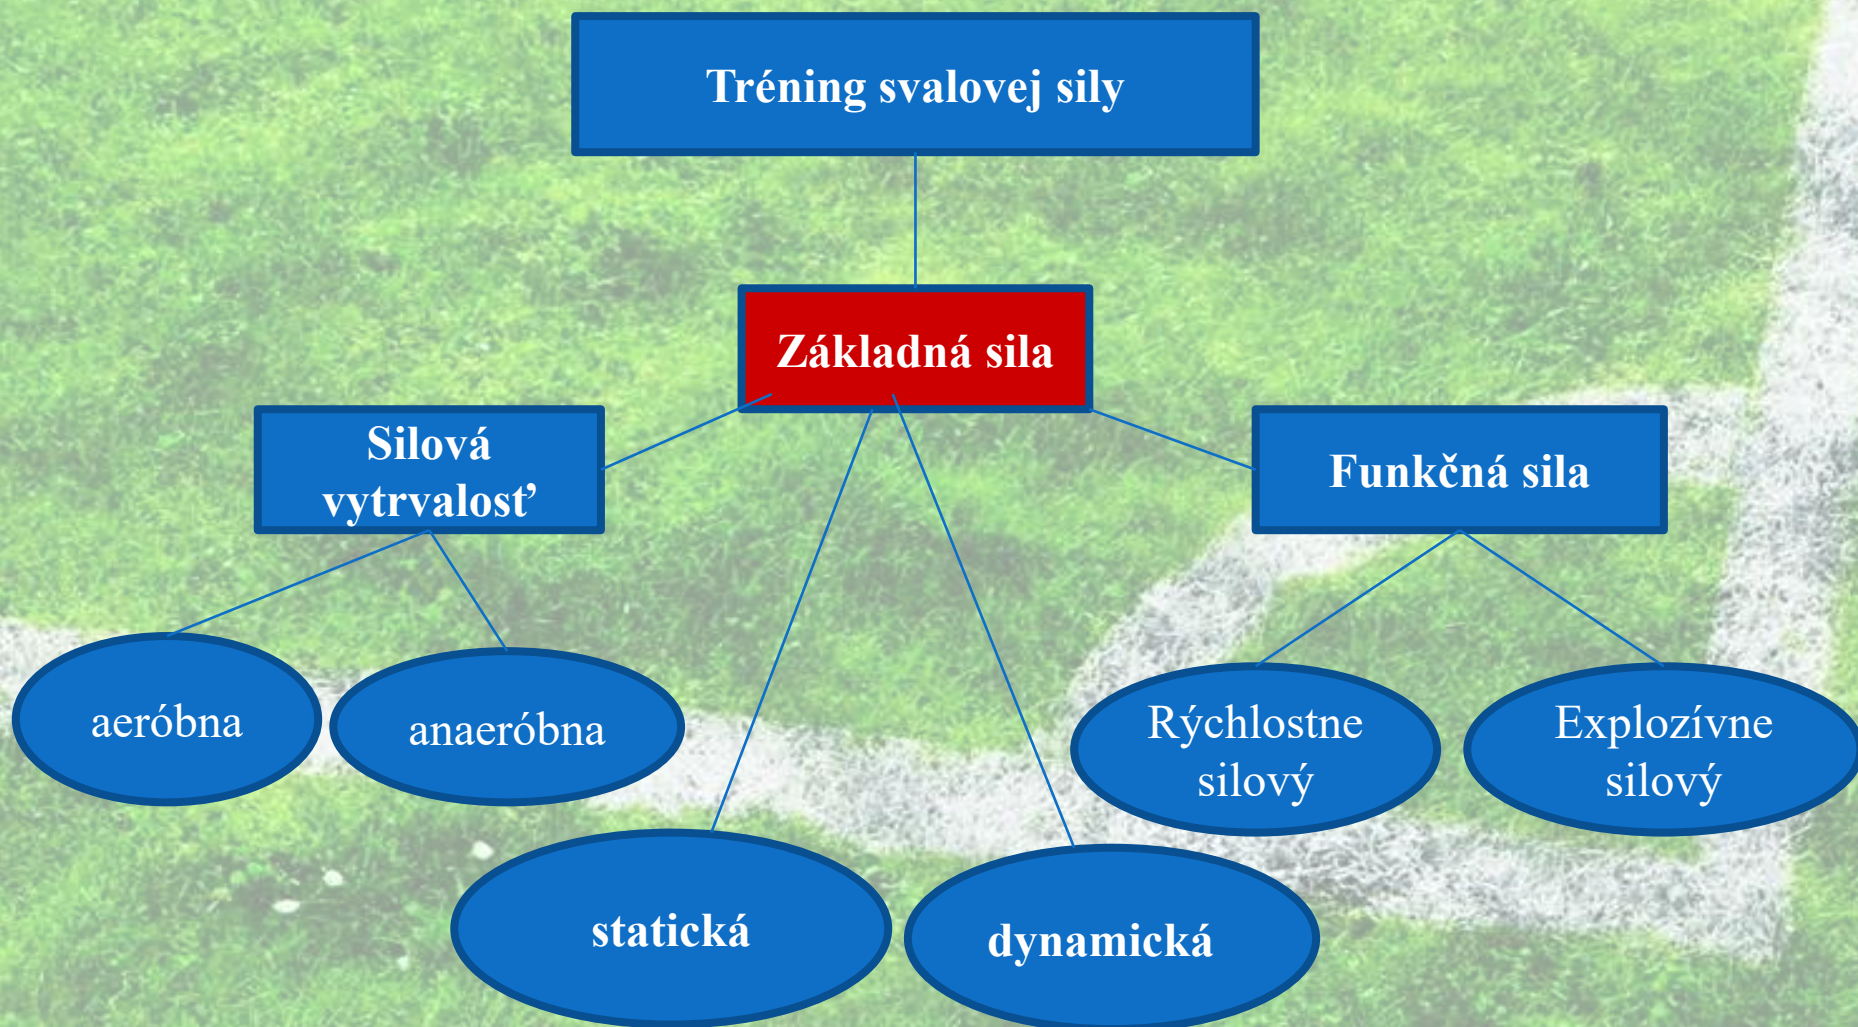 Tréning svalovej sily
Základná sila
Silová
vytrvalosť
Funkčná sila
aeróbna
anaeróbna
Rýchlostne
silový
Explozívne
silový
statická
dynamická